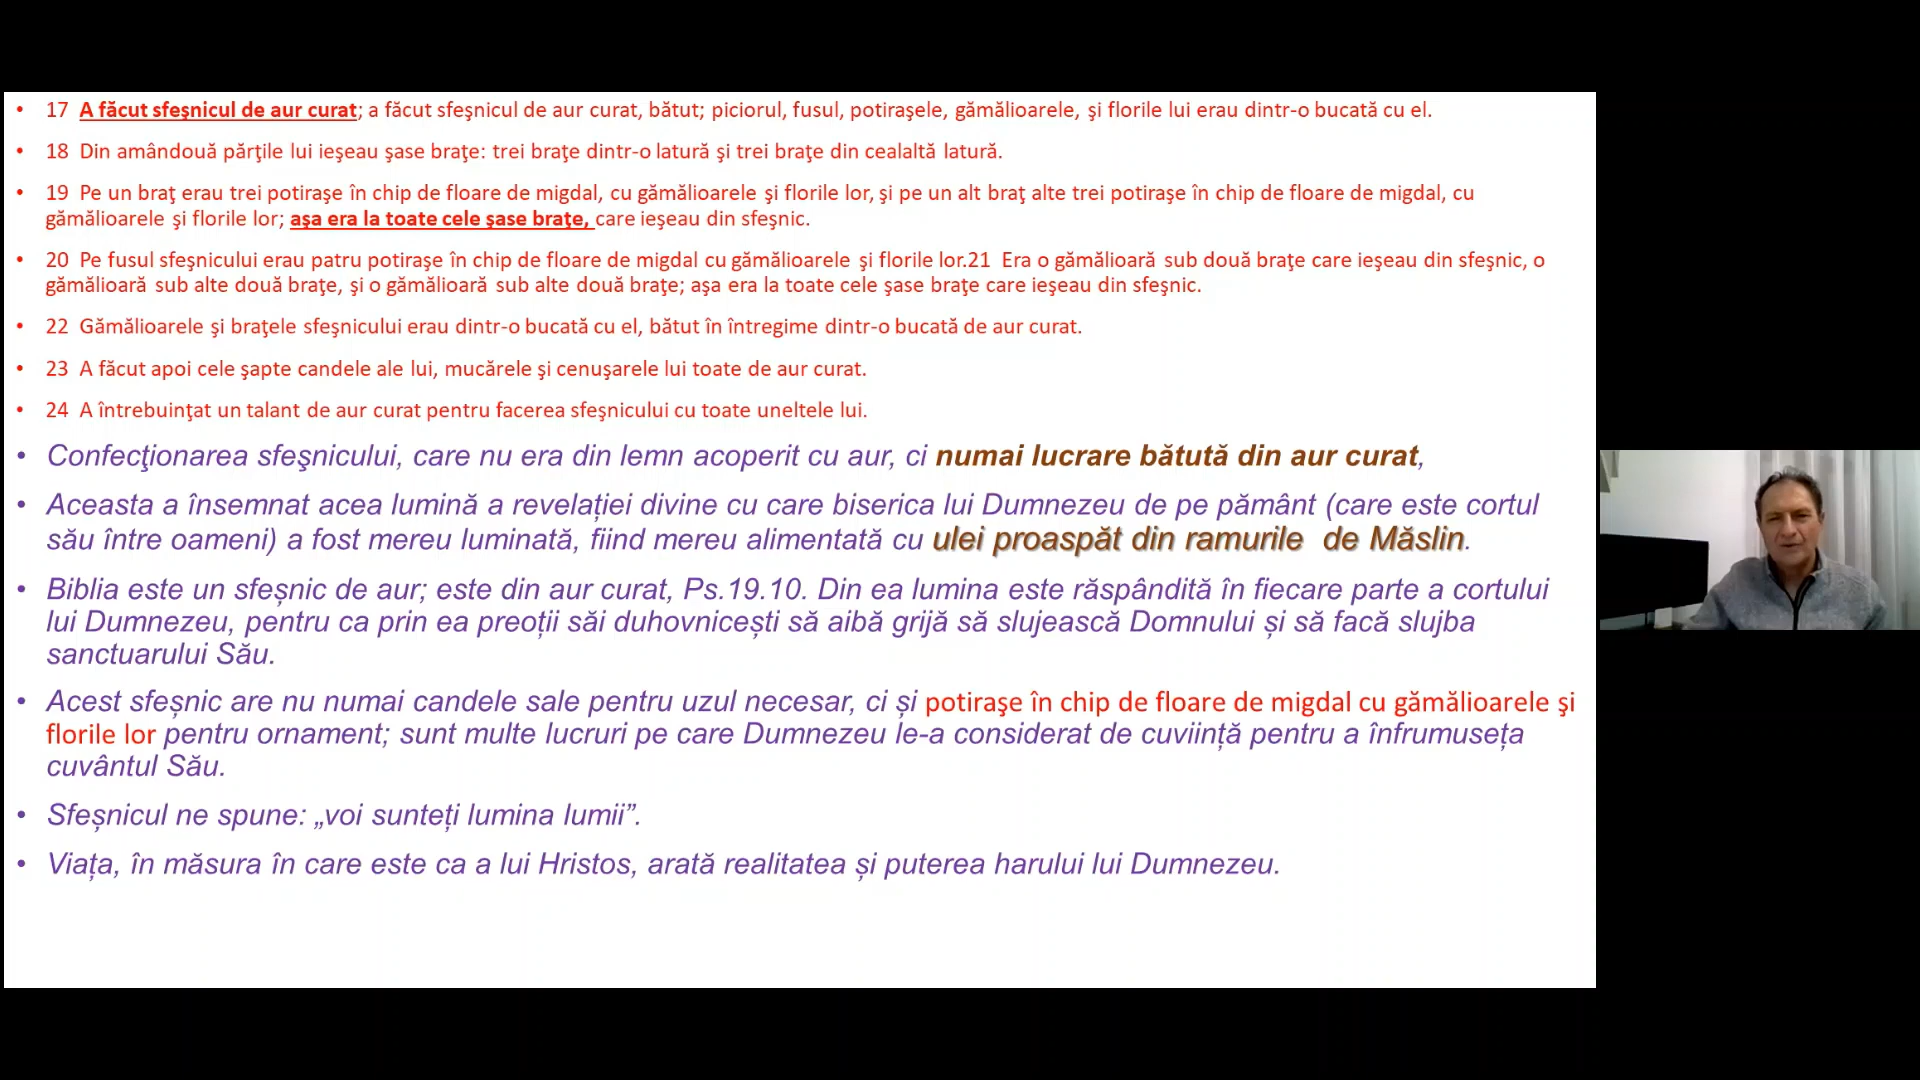 • 17 A făcut sfeşnicul de aur curat; a făcut sfeşnicul de aur curat, bătut; piciorul, fusul, potiraşele, gămălioarele, şi florile lui erau dintr-o bucată cu el.
• 18 Din amândouă părţile lui ieşeau şase braţe: trei braţe dintr-o latură şi trei braţe din cealaltă latură.
• 19 Pe un braţ erau trei potiraşe în chip de floare de migdal, cu gămălioarele şi florile lor, şi pe un alt braţ alte trei potiraşe în chip de floare de migdal, cu
gămălioarele şi florile lor; aşa era la toate cele şase braţe, care ieşeau din sfeşnic.
• 20 Pe fusul sfeşnicului erau patru potiraşe în chip de floare de migdal cu gămălioarele şi florile lor.21 Era o gămălioară sub două braţe care ieşeau din sfeşnic, o
gămălioară sub alte două braţe, şi o gămălioară sub alte două braţe; aşa era la toate cele şase braţe care ieşeau din sfeşnic.
• 22 Gămălioarele şi braţele sfeşnicului erau dintr-o bucată cu el, bătut în întregime dintr-o bucată de aur curat.
• 23 A făcut apoi cele şapte candele ale lui, mucărele şi cenuşarele lui toate de aur curat.
• 24 A întrebuinţat un talant de aur curat pentru facerea sfeşnicului cu toate uneltele lui.
• Confecţionarea sfeşnicului, care nu era din lemn acoperit cu aur, ci numai lucrare bătută din aur curat,
• Aceasta a însemnat acea lumină a revelației divine cu care biserica lui Dumnezeu de pe pământ (care este cortul
său între oameni) a fost mereu luminată, fiind mereu alimentată cu ulei proaspăt din ramurile de Măslin.
• Biblia este un sfeșnic de aur; este din aur curat, Ps.19.10. Din ea lumina este răspândită în fiecare parte a cortului
lui Dumnezeu, pentru ca prin ea preoții săi duhovnicești să aibă grijă să slujească Domnului și să facă slujba
sanctuarului Său.
• Acest sfeșnic are nu numai candele sale pentru uzul necesar, ci și potiraşe în chip de floare de migdal cu gămălioarele şi
florile lor pentru ornament; sunt multe lucruri pe care Dumnezeu le-a considerat de cuviință pentru a înfrumuseța
cuvântul Său.
• Sfeșnicul ne spune: „voi sunteți lumina lumii”.
• Viața, în măsura în care este ca a lui Hristos, arată realitatea și puterea harului lui Dumnezeu.